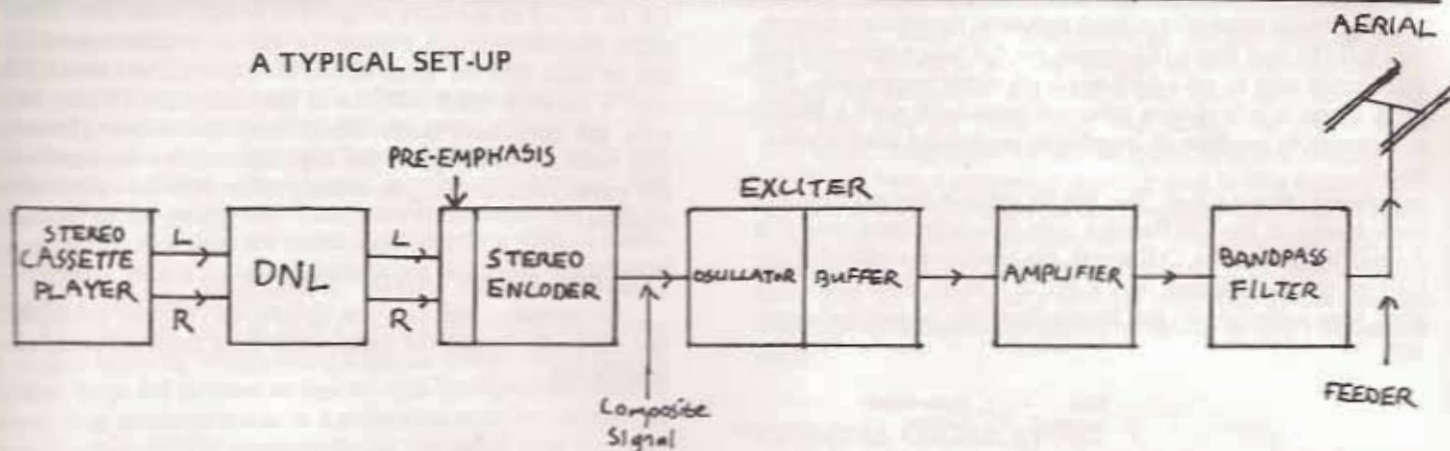 A TYPICAL SET-UP
AERIAL
PRE-EMPHASIS
EXCITER
STEREO
CASSETTE
PLAYER
L
R
DNL
L
R
STEREO
ENCODER
OSCILLATOR
BUFFER
AMPLIFIER
BANDPASS
FILTER
Composite
Signal
FEEDER